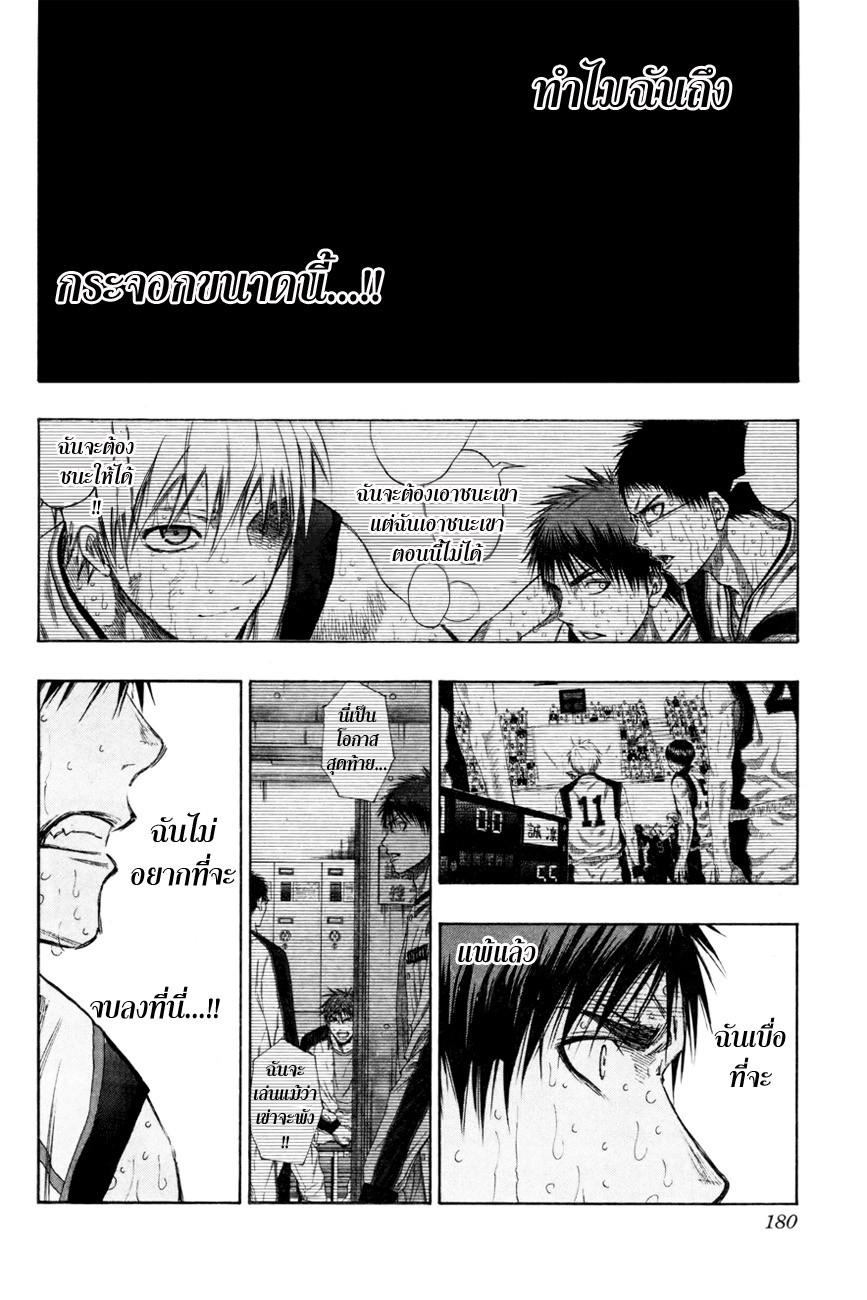 ทำไมฉันถึง
กระจอกขนาดนี้...!!
ฉันจะต้องเอาชนะเขา
แต่ฉันเอาชนะเขา
ตอนนี้ไม่ได้
ฉันจะต้อง
ชนะให้ได้
!!
11
00
誠凛
นี่เป็น
โอกาส
สุดท้าย...
ฉันจะ
เล่นแม้ว่า
เข่าจะพัง
!!
แพ้แล้ว
ฉันเบื่อ
ที่จะ
ฉันไม่
อยากที่จะ
จบลงที่นี่...!!
180